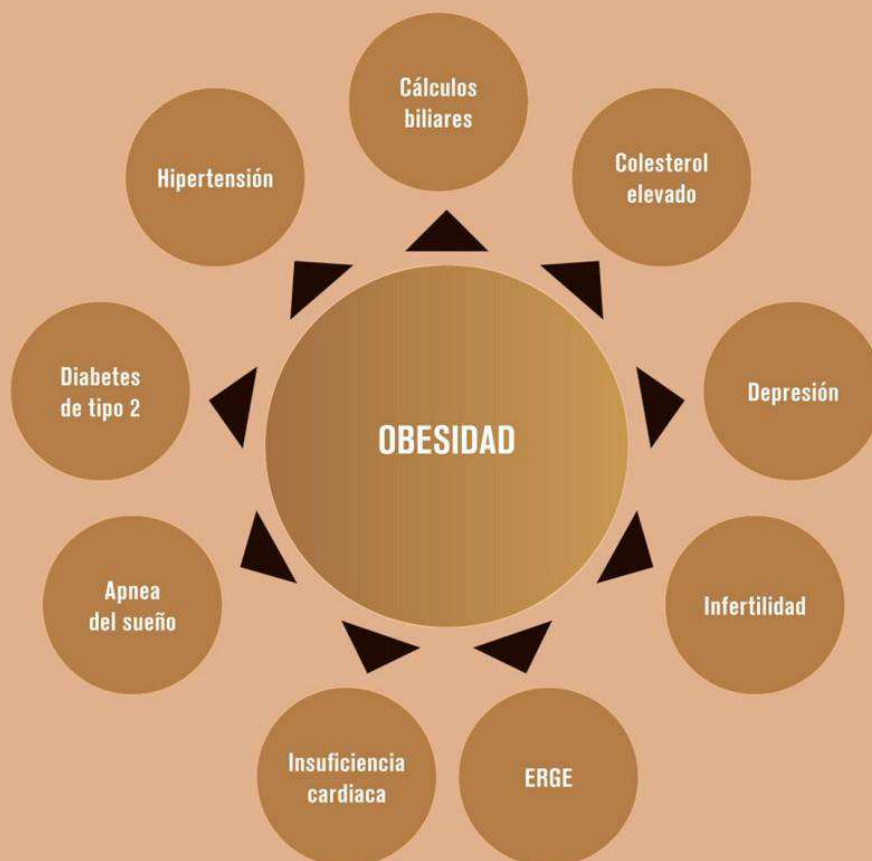 Cálculos
biliares
Colesterol
elevado
Depresión
Infertilidad
ERGE
Insuficiencia
cardiaca
Apnea
del sueño
Diabetes
de tipo 2
Hipertensión
OBESIDAD